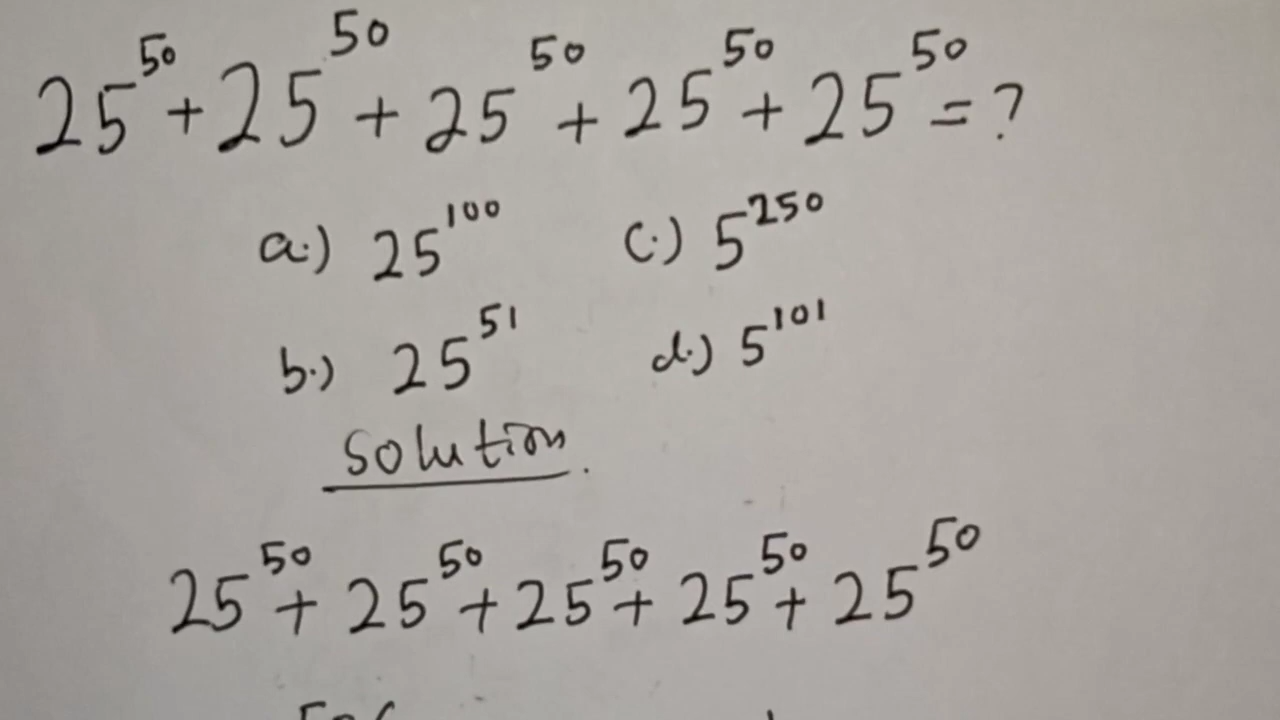 25^50 + 25^50 + 25^50 + 25^50 + 25^50 = ?
a.) 25^100 c.) 5^250
b.) 25^51 d.) 5^101
Solution.
25^50 + 25^50 + 25^50 + 25^50 + 25^50